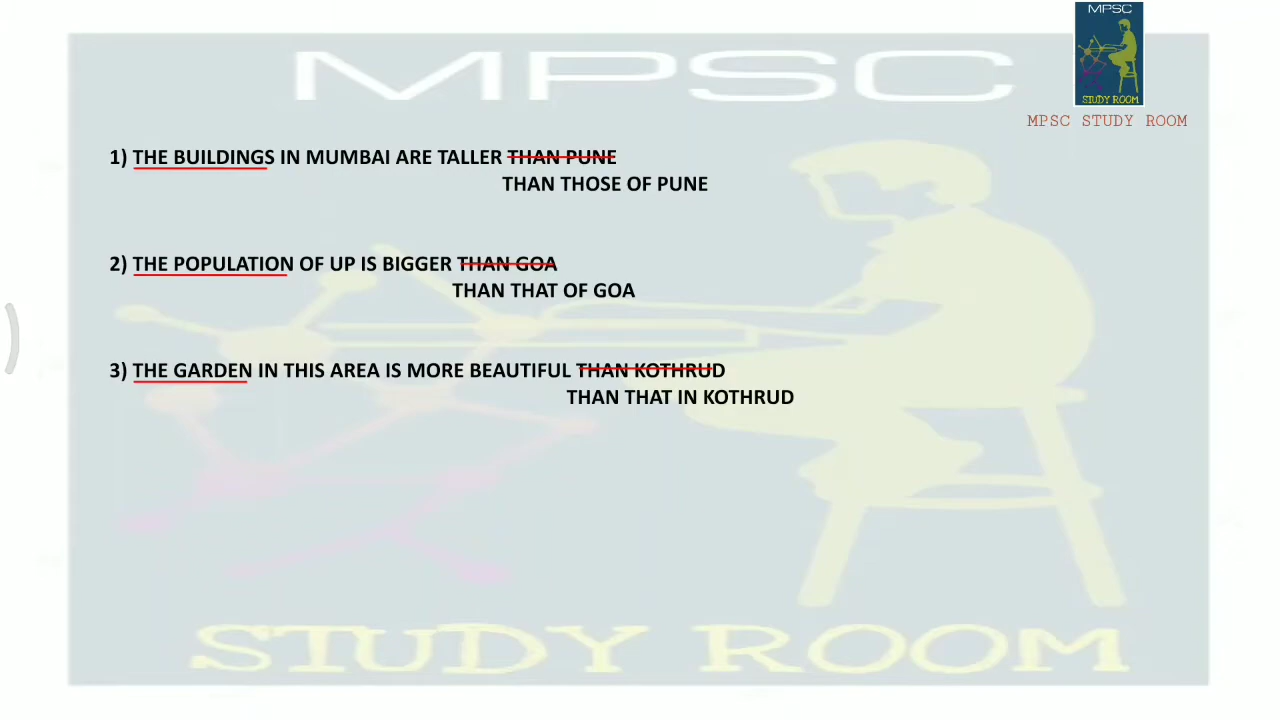 MPSC
MPSC
STUDY ROOM
MPSC STUDY ROOM
1) THE BUILDINGS IN MUMBAI ARE TALLER THAN PUNE
THAN THOSE OF PUNE
2) THE POPULATION OF UP IS BIGGER THAN GOA
THAN THAT OF GOA
3) THE GARDEN IN THIS AREA IS MORE BEAUTIFUL THAN KOTHRUD
THAN THAT IN KOTHRUD
STUDY ROOM